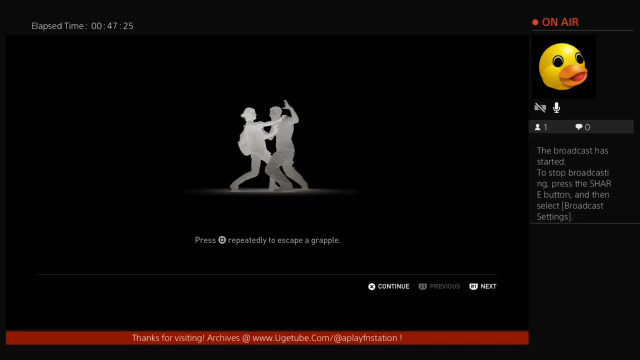 Elapsed Time : 00 : 47 : 25
ON AIR
1
0
The broadcast has
started.
To stop broadcasti
ng, press the SHAR
E button, and then
select [Broadcast
Settings].
Press repeatedly to escape a grapple.
CONTINUE
L1 PREVIOUS
R1 NEXT
Thanks for visiting! Archives @ www.Ugetube.Com/@aplayfnstation !